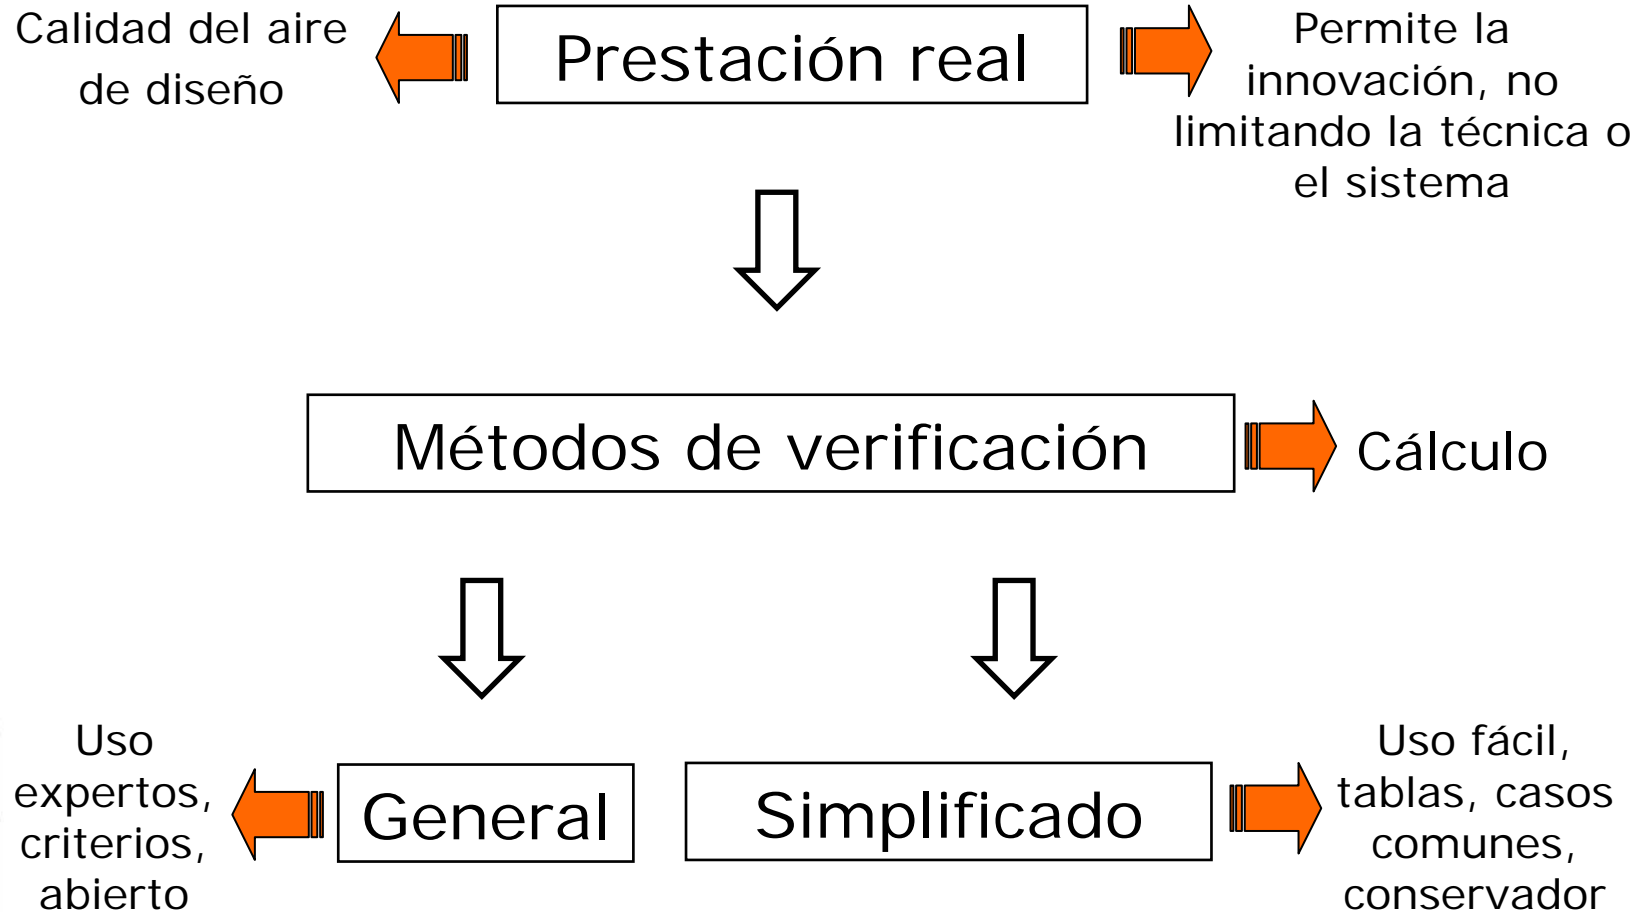 Calidad del aire
de diseño
Prestación real
Permite la
innovación, no
limitando la técnica o
el sistema
Métodos de verificación
Cálculo
Uso
expertos,
criterios,
abierto
General
Simplificado
Uso fácil,
tablas, casos
comunes,
conservador